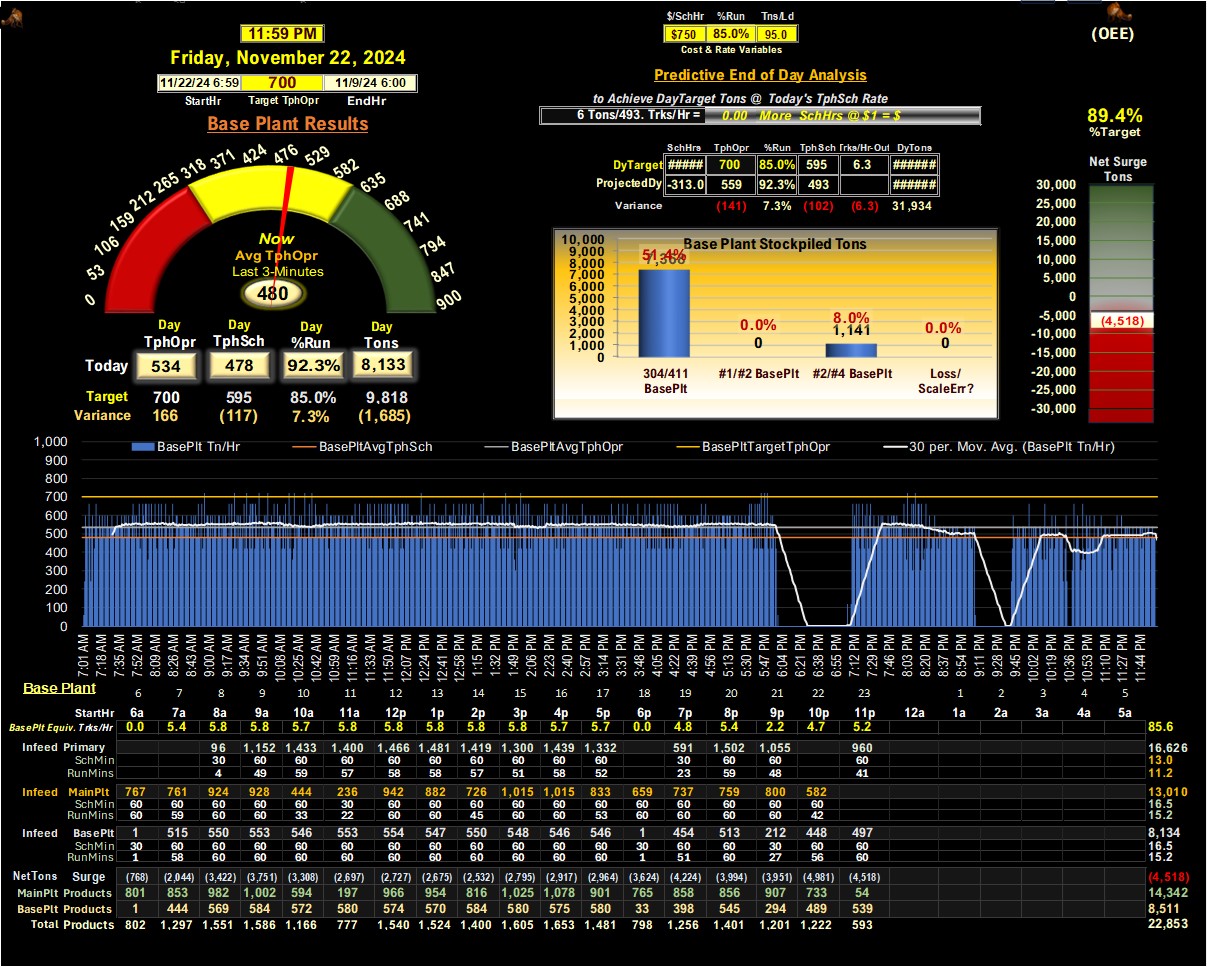 11:59 PM
Friday, November 22, 2024
11/22/24 6:59 700 11/9/24 6:00
StartHr Target TphOpr EndHr
Base Plant Results
0 53 106 159 212 265 318 371 424 476 529 582 635 688 741 794 847 900
Now
Avg TphOpr
Last 3-Minutes
480
Day Day Day Day
TphOpr TphSch %Run Tons
Today 534 478 92.3% 8,133
Target 700 595 85.0% 9,818
Variance 166 (117) 7.3% (1,685)
$/SchHr %Run Tns/Ld
$750 85.0% 95.0
Cost & Rate Variables
Predictive End of Day Analysis
to Achieve DayTarget Tons @ Today's TphSch Rate
6 Tons/493. Trks/Hr = 0.00 More SchHrs @ $1 = $
SchHrs TphOpr %Run TphSch Trks/Hr-Out DyTons
DyTarget ##### 700 85.0% 595 6.3 ######
ProjectedDy -313.0 559 92.3% 493 ######
Variance (141) 7.3% (102) (6.3) 31,934
Base Plant Stockpiled Tons
10,000
9,000
8,000
7,000
6,000
5,000
4,000
3,000
2,000
1,000
0
51.4% 0.0% 8.0% 0.0%
7,368 0 1,141 0
304/411 BasePlt #1/#2 BasePlt #2/#4 BasePlt Loss/ ScaleErr?
(OEE)
89.4%
%Target
Net Surge
Tons
30,000
25,000
20,000
15,000
10,000
5,000
0
-5,000
-10,000
-15,000
-20,000
-25,000
-30,000
(4,518)
BasePlt Tn/Hr BasePltAvgTphSch BasePltAvgTphOpr BasePltTargetTphOpr 30 per. Mov. Avg. (BasePlt Tn/Hr)
1,000
900
800
700
600
500
400
300
200
100
0
7:01 AM 7:18 AM 7:35 AM 7:52 AM 8:09 AM 8:26 AM 8:43 AM 9:00 AM 9:17 AM 9:34 AM 9:51 AM 10:08 AM 10:25 AM 10:42 AM 10:59 AM 11:16 AM 11:33 AM 11:50 AM 12:07 PM 12:24 PM 12:41 PM 12:58 PM 1:15 PM 1:32 PM 1:49 PM 2:06 PM 2:23 PM 2:40 PM 2:57 PM 3:14 PM 3:31 PM 3:48 PM 4:05 PM 4:22 PM 4:39 PM 4:56 PM 5:13 PM 5:30 PM 5:47 PM 6:04 PM 6:21 PM 6:38 PM 6:55 PM 7:12 PM 7:29 PM 7:46 PM 8:03 PM 8:20 PM 8:37 PM 8:54 PM 9:11 PM 9:28 PM 9:45 PM 10:02 PM 10:19 PM 10:36 PM 10:53 PM 11:10 PM 11:27 PM 11:44 PM
Base Plant 6 7 8 9 10 11 12 13 14 15 16 17 18 19 20 21 22 23 1 2 3 4 5
StartHr 6a 7a 8a 9a 10a 11a 12p 1p 2p 3p 4p 5p 6p 7p 8p 9p 10p 11p 12a 1a 2a 3a 4a 5a
BasePlt Equiv. Trks/Hr 0.0 5.4 5.8 5.8 5.7 5.8 5.8 5.8 5.8 5.8 5.7 5.7 0.0 4.8 5.4 2.2 4.7 5.2 85.6
Infeed Primary 96 1,152 1,433 1,400 1,466 1,481 1,419 1,300 1,439 1,332 591 1,502 1,055 960 16,626
SchMin 30 60 60 60 60 60 60 60 60 60 60 60 60 60 13.0
RunMins 4 49 59 57 58 58 57 51 58 52 23 59 48 41 11.2
Infeed MainPlt 767 761 924 928 444 236 942 882 726 1,015 1,015 833 659 737 759 800 582 13,010
SchMin 60 60 60 60 60 30 60 60 60 60 60 60 60 60 60 60 60 16.5
RunMins 60 59 60 60 33 22 60 60 45 60 60 53 60 60 60 60 42 15.2
Infeed BasePlt 1 515 550 553 546 553 554 547 550 548 546 546 1 454 513 212 448 497 8,134
SchMin 30 60 60 60 60 60 60 60 60 60 60 60 30 60 60 30 60 60 16.5
RunMins 1 58 60 60 60 60 60 60 60 60 60 60 1 51 60 27 56 60 15.2
NetTons Surge (768) (2,044) (3,422) (3,751) (3,308) (2,697) (2,727) (2,675) (2,532) (2,795) (2,917) (2,964) (3,624) (4,224) (3,994) (3,951) (4,981) (4,518) (4,518)
MainPlt Products 801 853 982 1,002 594 197 966 954 816 1,025 1,078 901 765 858 856 907 733 54 14,342
BasePlt Products 1 444 569 584 572 580 574 570 584 580 575 580 33 398 545 294 489 539 8,511
Total Products 802 1,297 1,551 1,586 1,166 777 1,540 1,524 1,400 1,605 1,653 1,481 798 1,256 1,401 1,201 1,222 593 22,853